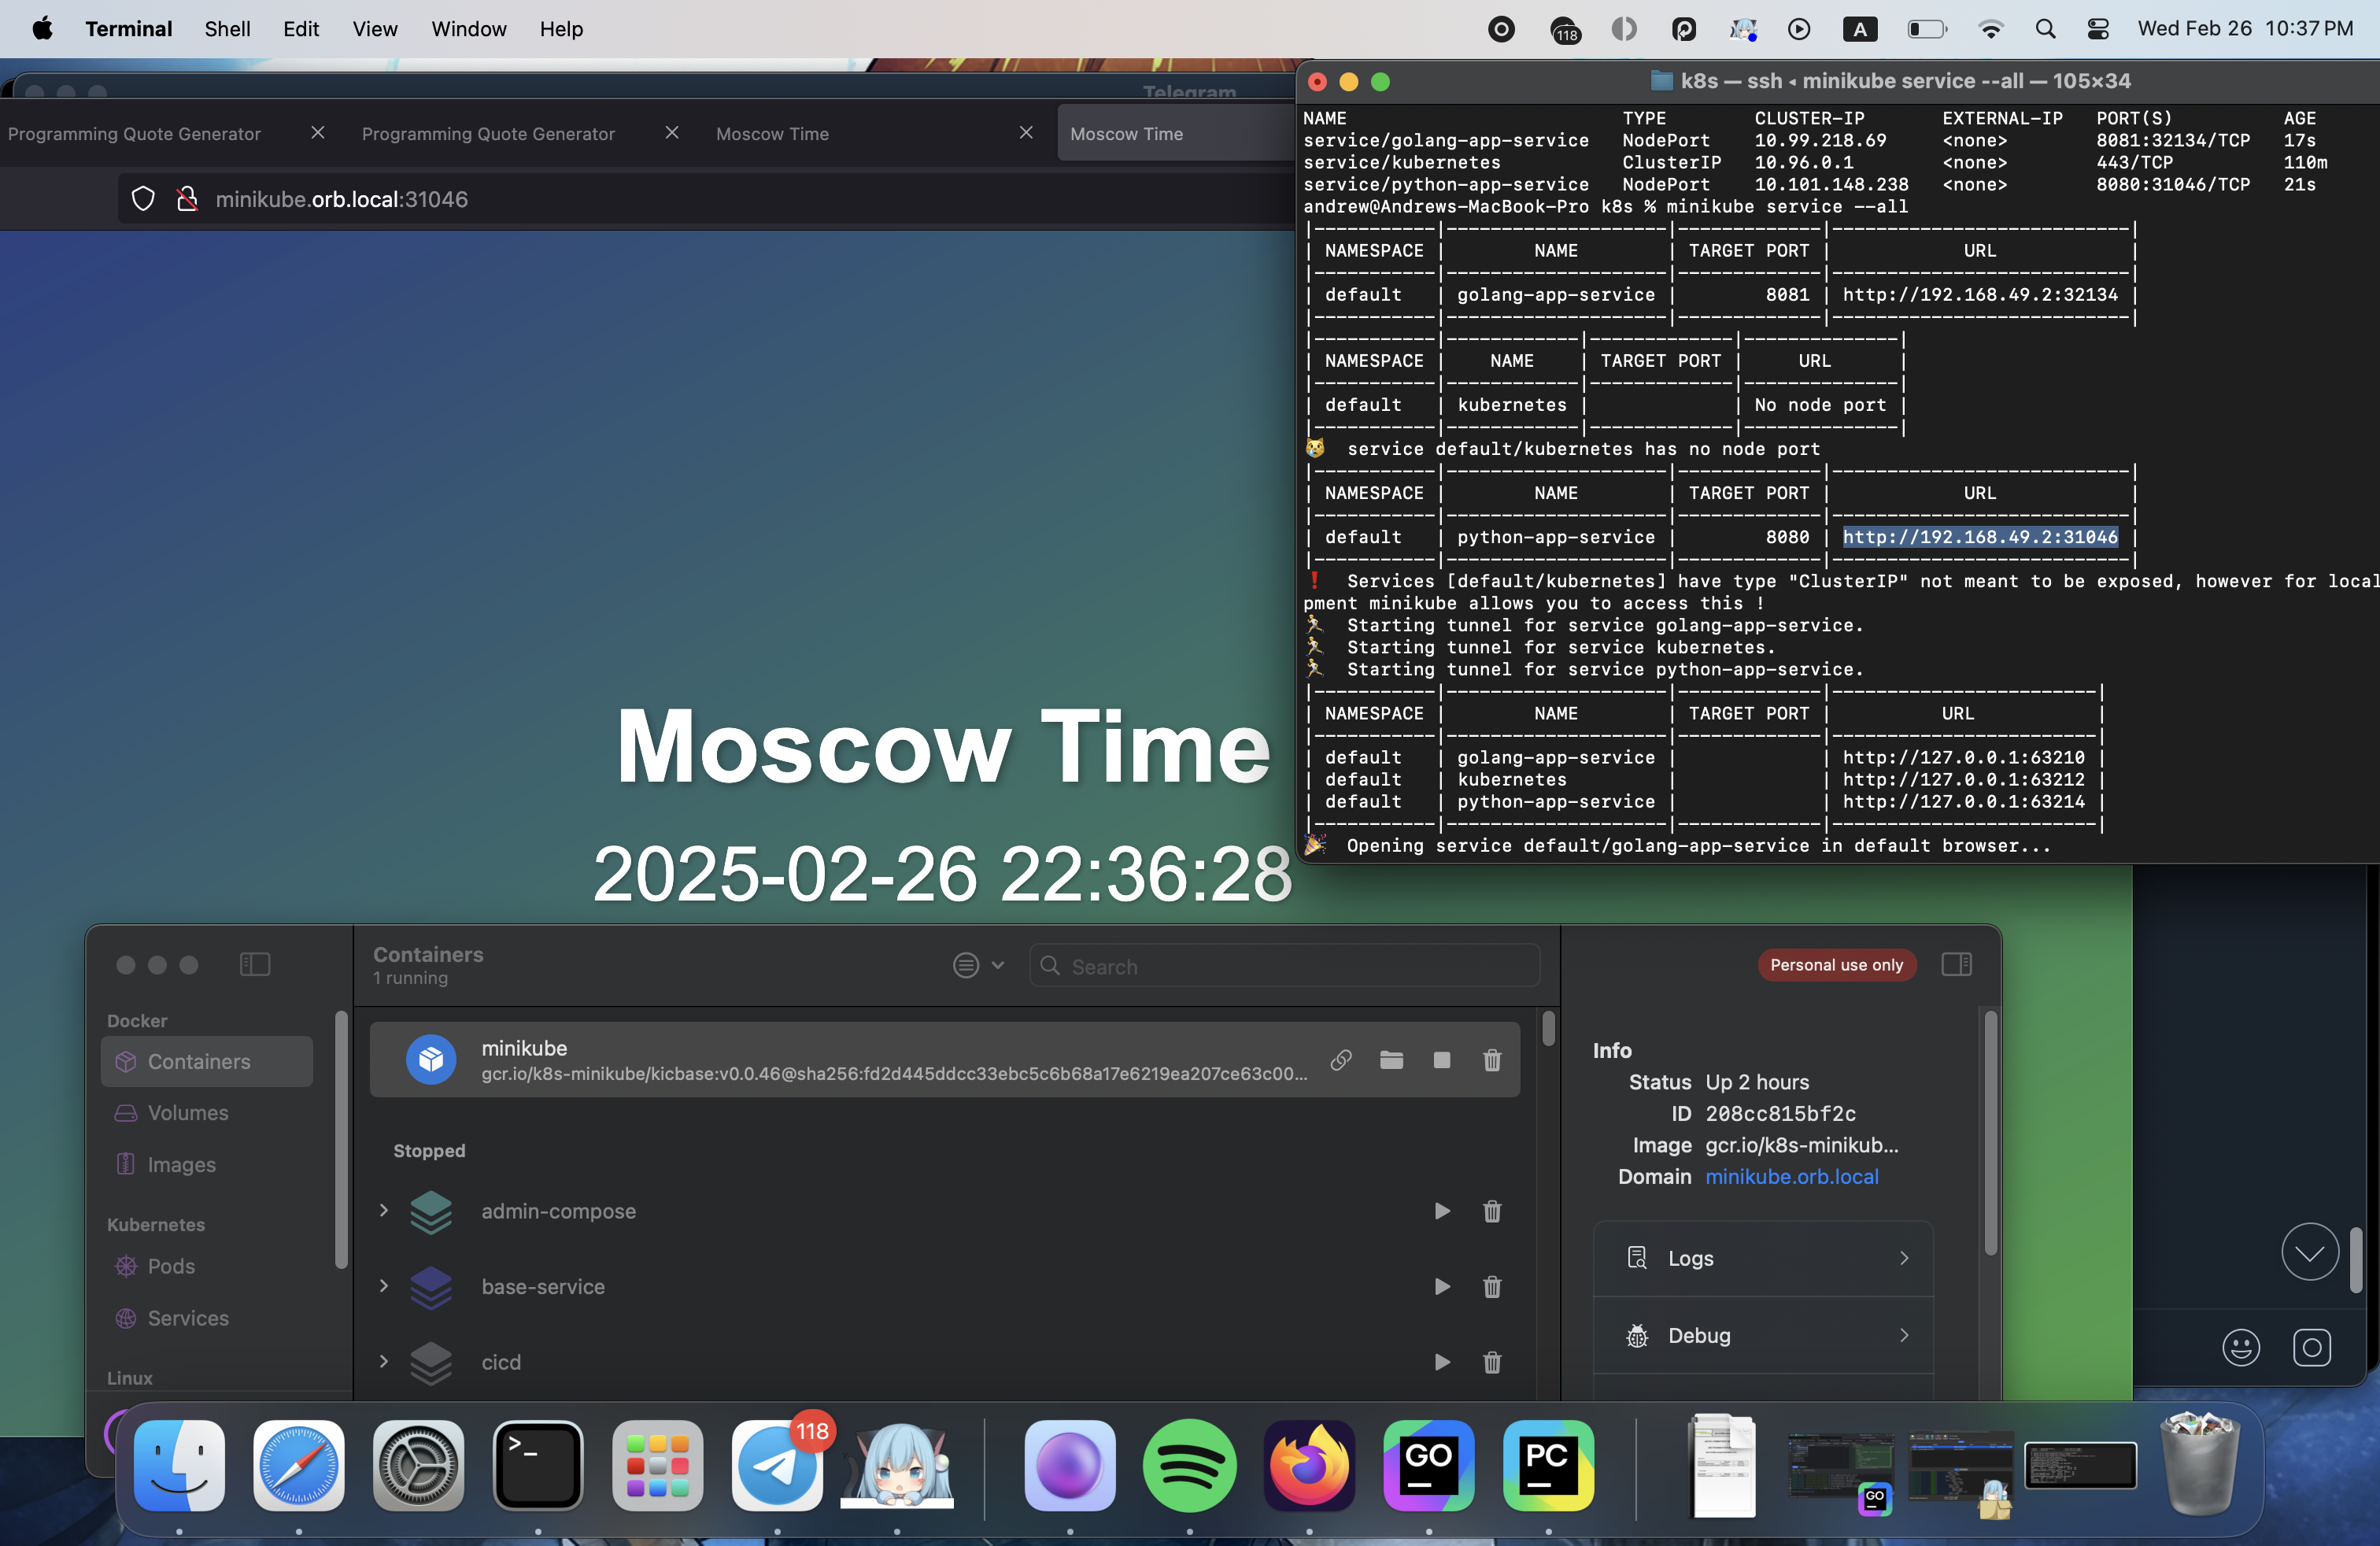 Terminal Shell Edit View Window Help
118
A
Wed Feb 26 10:37 PM
Telegram
Programming Quote Generator
Programming Quote Generator
Moscow Time
Moscow Time
minikube.orb.local:31046
Moscow Time
2025-02-26 22:36:28
k8s — ssh ◂ minikube service --all — 105×34
NAME TYPE CLUSTER-IP EXTERNAL-IP PORT(S) AGE
service/golang-app-service NodePort 10.99.218.69 <none> 8081:32134/TCP 17s
service/kubernetes ClusterIP 10.96.0.1 <none> 443/TCP 110m
service/python-app-service NodePort 10.101.148.238 <none> 8080:31046/TCP 21s
andrew@Andrews-MacBook-Pro k8s % minikube service --all
|-----------|--------------------|-------------|---------------------------|
| NAMESPACE | NAME | TARGET PORT | URL |
|-----------|--------------------|-------------|---------------------------|
| default | golang-app-service | 8081 | http://192.168.49.2:32134 |
|-----------|--------------------|-------------|---------------------------|
|-----------|------------|-------------|--------------|
| NAMESPACE | NAME | TARGET PORT | URL |
|-----------|------------|-------------|--------------|
| default | kubernetes | | No node port |
|-----------|------------|-------------|--------------|
😿 service default/kubernetes has no node port
|-----------|--------------------|-------------|---------------------------|
| NAMESPACE | NAME | TARGET PORT | URL |
|-----------|--------------------|-------------|---------------------------|
| default | python-app-service | 8080 | http://192.168.49.2:31046 |
|-----------|--------------------|-------------|---------------------------|
❗ Services [default/kubernetes] have type "ClusterIP" not meant to be exposed, however for local
pment minikube allows you to access this !
🏃 Starting tunnel for service golang-app-service.
🏃 Starting tunnel for service kubernetes.
🏃 Starting tunnel for service python-app-service.
|-----------|--------------------|-------------|------------------------|
| NAMESPACE | NAME | TARGET PORT | URL |
|-----------|--------------------|-------------|------------------------|
| default | golang-app-service | | http://127.0.0.1:63210 |
| default | kubernetes | | http://127.0.0.1:63212 |
| default | python-app-service | | http://127.0.0.1:63214 |
|-----------|--------------------|-------------|------------------------|
🎉 Opening service default/golang-app-service in default browser...
Docker
Containers
Volumes
Images
Kubernetes
Pods
Services
Linux
Containers
1 running
Search
minikube
gcr.io/k8s-minikube/kicbase:v0.0.46@sha256:fd2d445ddcc33ebc5c6b68a17e6219ea207ce63c00...
Stopped
admin-compose
base-service
cicd
Personal use only
Info
Status Up 2 hours
ID 208cc815bf2c
Image gcr.io/k8s-minikub...
Domain minikube.orb.local
Logs
Debug
>_
118
GO
PC
GO